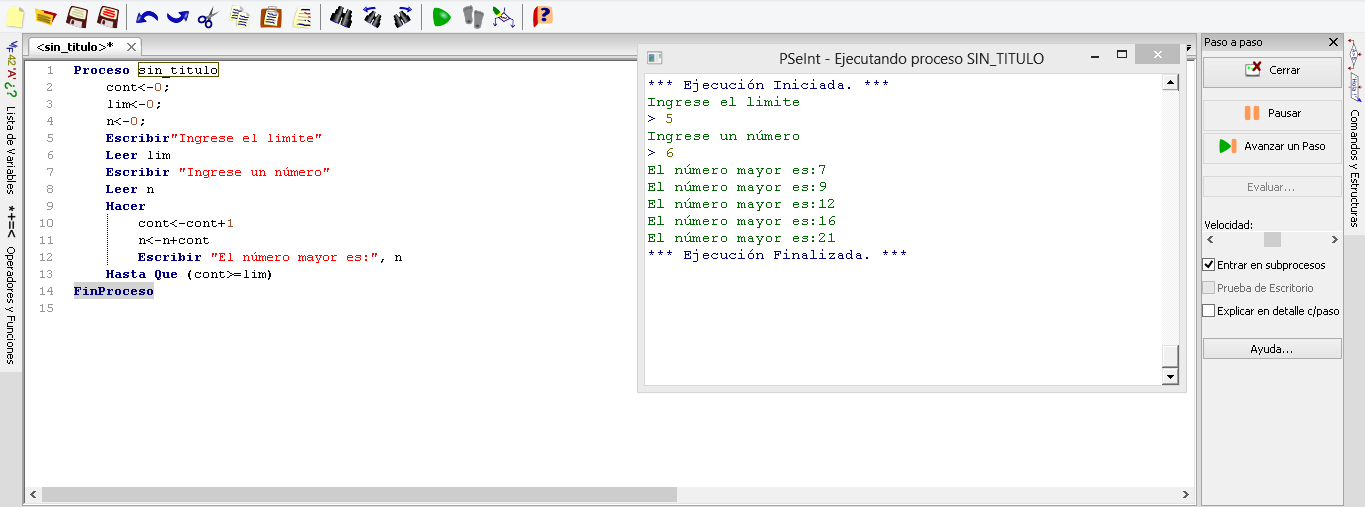 <sin_titulo>*
1 Proceso sin_titulo
2 cont<-0;
3 lim<-0;
4 n<-0;
5 Escribir"Ingrese el limite"
6 Leer lim
7 Escribir "Ingrese un número"
8 Leer n
9 Hacer
10 cont<-cont+1
11 n<-n+cont
12 Escribir "El número mayor es:", n
13 Hasta Que (cont>=lim)
14 FinProceso
15
Lista de Variables
Operadores y Funciones
PSeInt - Ejecutando proceso SIN_TITULO
*** Ejecución Iniciada. ***
Ingrese el limite
> 5
Ingrese un número
> 6
El número mayor es:7
El número mayor es:9
El número mayor es:12
El número mayor es:16
El número mayor es:21
*** Ejecución Finalizada. ***
Paso a paso
Cerrar
Pausar
Avanzar un Paso
Evaluar...
Velocidad:
Entrar en subprocesos
Prueba de Escritorio
Explicar en detalle c/paso
Ayuda...
Comandos y Estructuras